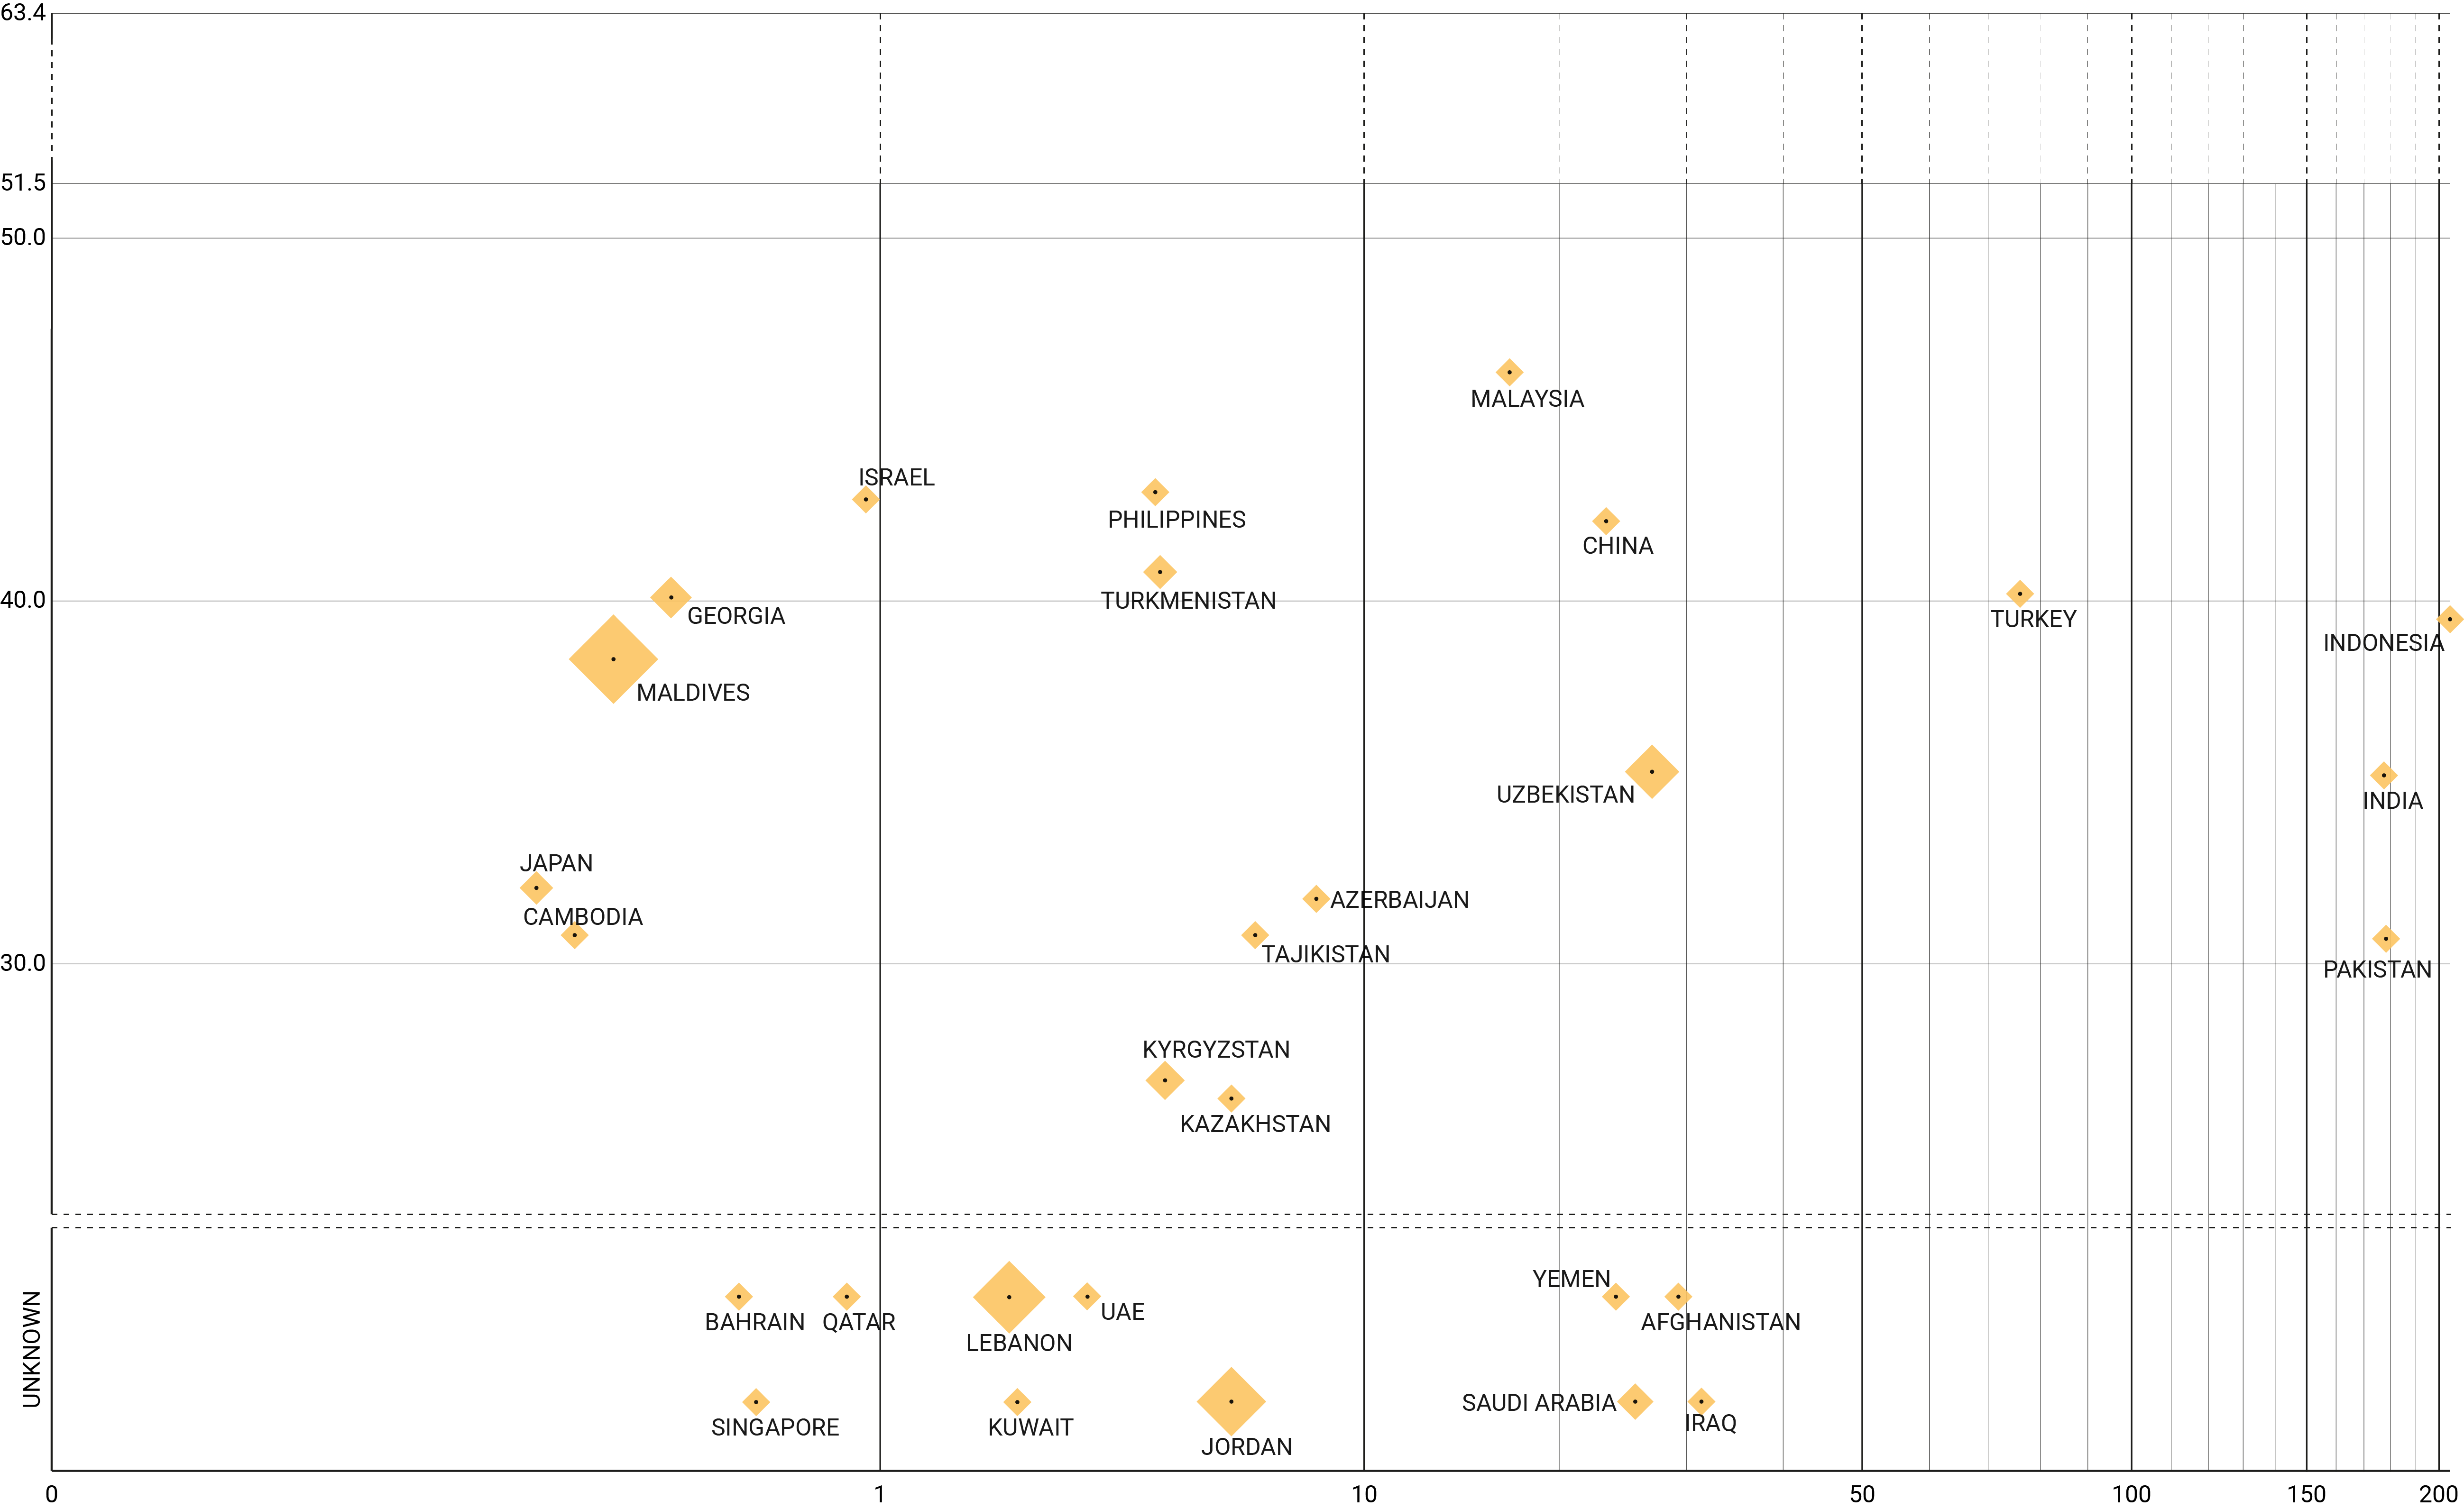 63.4
51.5
50.0
MALAYSIA
ISRAEL
PHILIPPINES
CHINA
TURKMENISTAN
40.0
GEORGIA
TURKEY
INDONESIA
MALDIVES
UZBEKISTAN
INDIA
JAPAN
AZERBAIJAN
CAMBODIA
TAJIKISTAN
30.0
PAKISTAN
KYRGYZSTAN
KAZAKHSTAN
UNKNOWN
YEMEN
UAE
BAHRAIN
QATAR
AFGHANISTAN
LEBANON
SAUDI ARABIA
IRAQ
SINGAPORE
KUWAIT
JORDAN
0 1 10 50 100 150 200